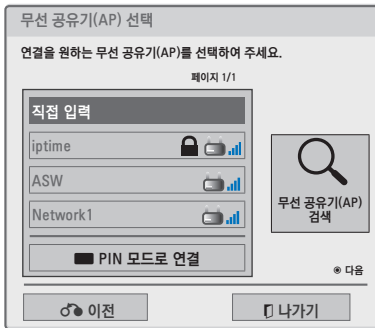 무선 공유기(AP) 선택
연결을 원하는 무선 공유기(AP)를 선택하여 주세요.
페이지 1/1
직접 입력
iptime
ASW
Network1
PIN 모드로 연결
무선 공유기(AP)
검색
다음
이전
나가기